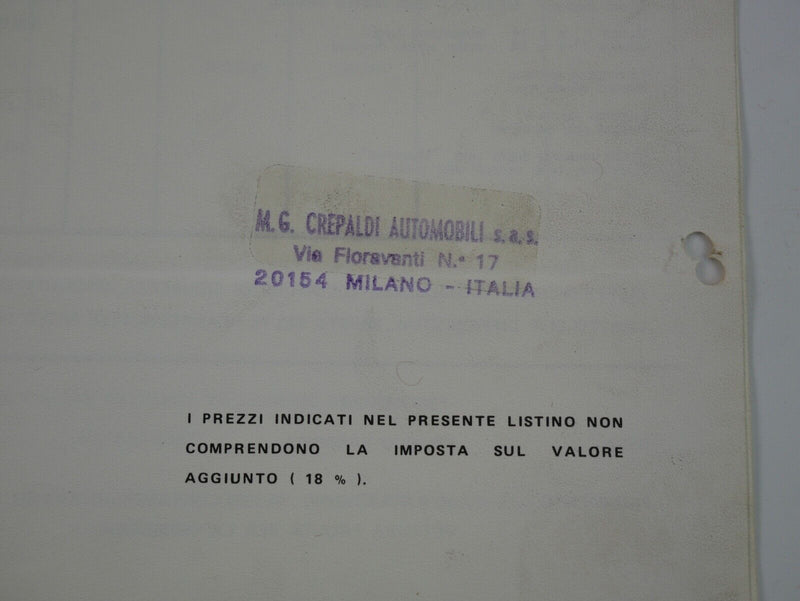 M. G. CREPALDI AUTOMOBILI s.a.s.
Via Fioravanti N.° 17
20154 MILANO - ITALIA
I PREZZI INDICATI NEL PRESENTE LISTINO NON
COMPRENDONO LA IMPOSTA SUL VALORE
AGGIUNTO ( 18 % ).